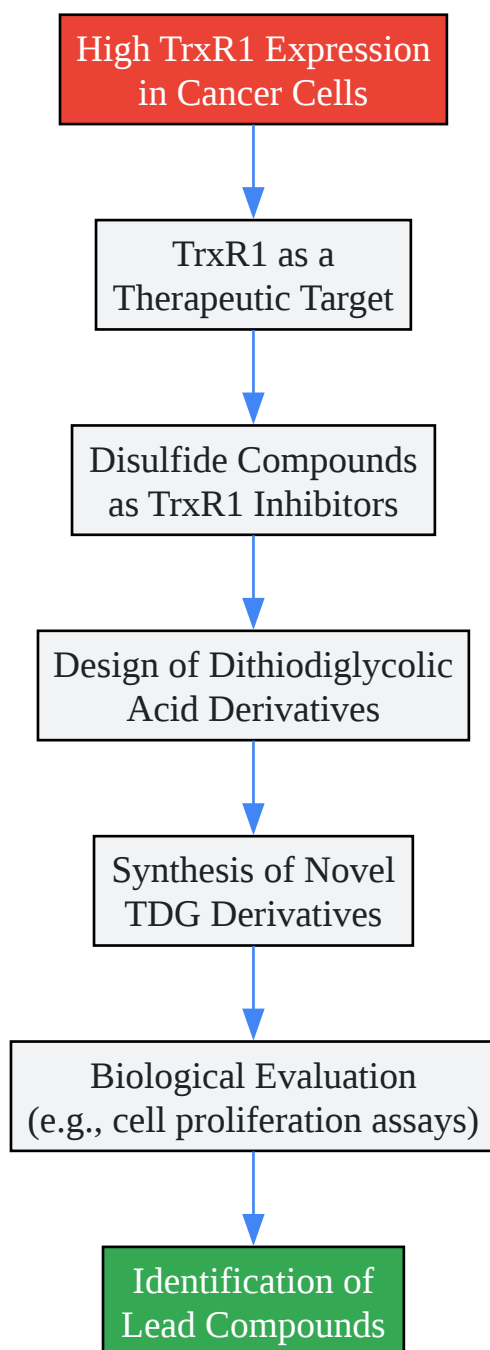 High TrxR1 Expression
in Cancer Cells
TrxR1 as a
Therapeutic Target
Disulfide Compounds
as TrxR1 Inhibitors
Design of Dithiodiglycolic
Acid Derivatives
Synthesis of Novel
TDG Derivatives
Biological Evaluation
(e.g., cell proliferation assays)
Identification of
Lead Compounds